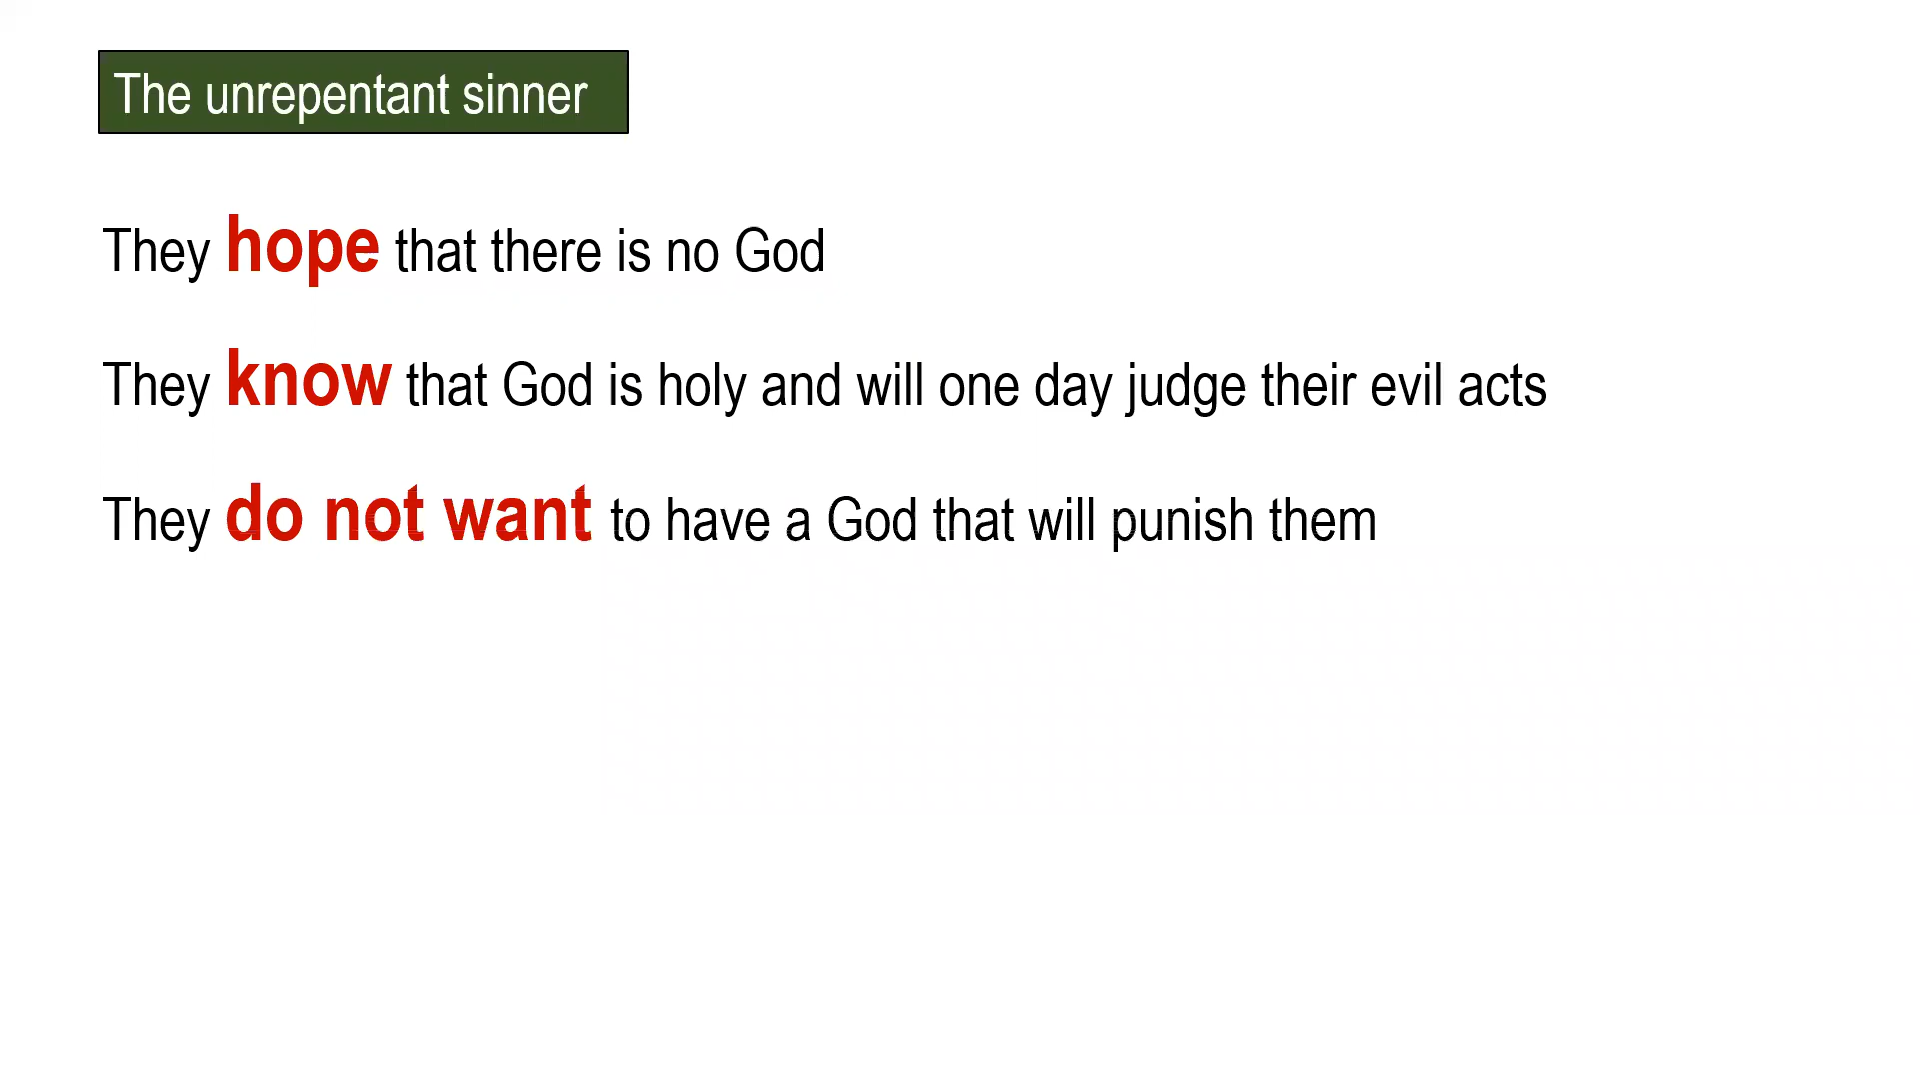 The unrepentant sinner
They hope that there is no God
They know that God is holy and will one day judge their evil acts
They do not want to have a God that will punish them